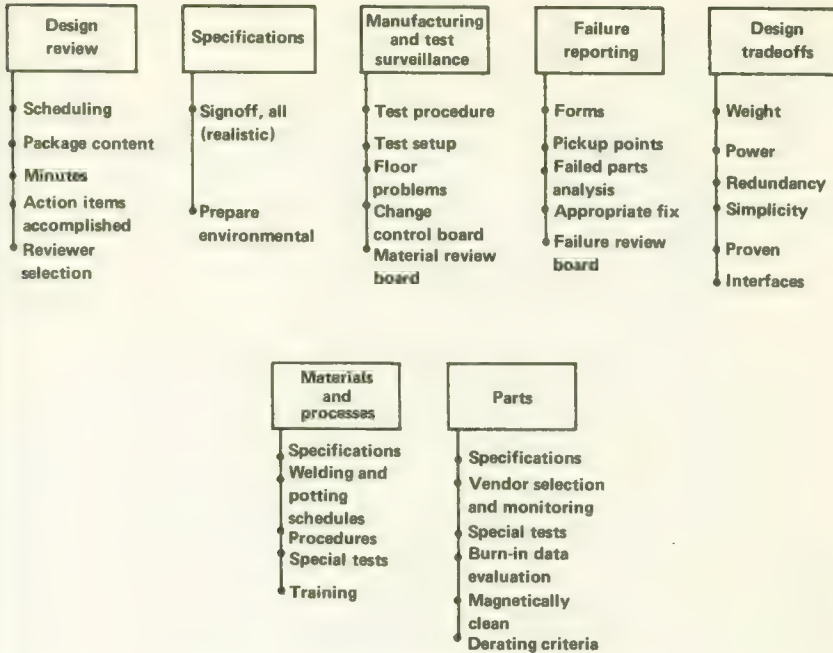 Design
review
Scheduling
Package content
Minutes
Action items
accomplished
Reviewer
selection
Specifications
Signoff, all
(realistic)
Prepare
environmental
Manufacturing
and test
surveillance
Test procedure
Test setup
Floor
problems
Change
control board
Material review
board
Failure
reporting
Forms
Pickup points
Failed parts
analysis
Appropriate fix
Failure review
board
Design
tradeoffs
Weight
Power
Redundancy
Simplicity
Proven
Interfaces
Materials
and
processes
Specifications
Welding and
potting
schedules
Procedures
Special tests
Training
Parts
Specifications
Vendor selection
and monitoring
Special tests
Burn-in data
evaluation
Magnetically
clean
Derating criteria